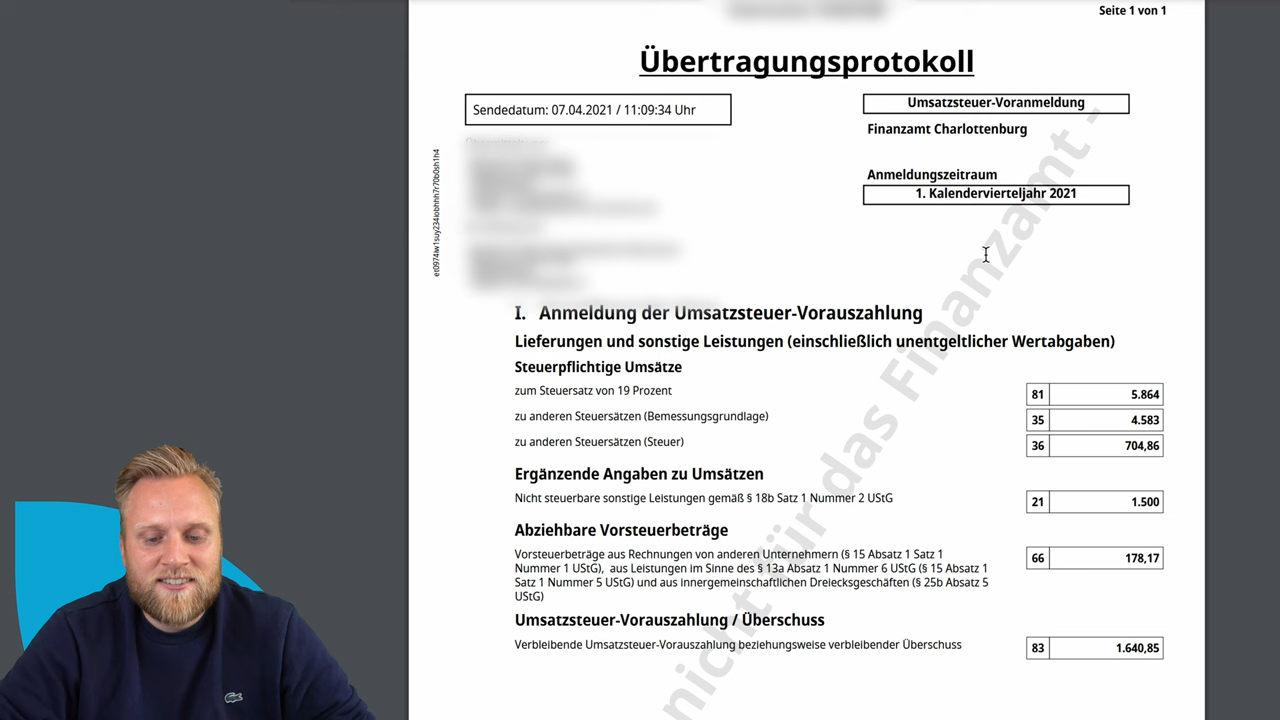 Seite 1 von 1
Übertragungsprotokoll
Sendedatum: 07.04.2021 / 11:09:34 Uhr
Umsatzsteuer-Voranmeldung
Finanzamt Charlottenburg
Anmeldungszeitraum
1. Kalendervierteljahr 2021
I. Anmeldung der Umsatzsteuer-Vorauszahlung
Lieferungen und sonstige Leistungen (einschließlich unentgeltlicher Wertabgaben)
Steuerpflichtige Umsätze
zum Steuersatz von 19 Prozent 81 5.864
zu anderen Steuersätzen (Bemessungsgrundlage) 35 4.583
zu anderen Steuersätzen (Steuer) 36 704,86
Ergänzende Angaben zu Umsätzen
Nicht steuerbare sonstige Leistungen gemäß § 18b Satz 1 Nummer 2 UStG 21 1.500
Abziehbare Vorsteuerbeträge
Vorsteuerbeträge aus Rechnungen von anderen Unternehmern (§ 15 Absatz 1 Satz 1 66 178,17
Nummer 1 UStG), aus Leistungen im Sinne des § 13a Absatz 1 Nummer 6 UStG (§ 15 Absatz 1
Satz 1 Nummer 5 UStG) und aus innergemeinschaftlichen Dreiecksgeschäften (§ 25b Absatz 5
UStG)
Umsatzsteuer-Vorauszahlung / Überschuss
Verbleibende Umsatzsteuer-Vorauszahlung beziehungsweise verbleibender Überschuss 83 1.640,85
nicht für das Finanzamt -